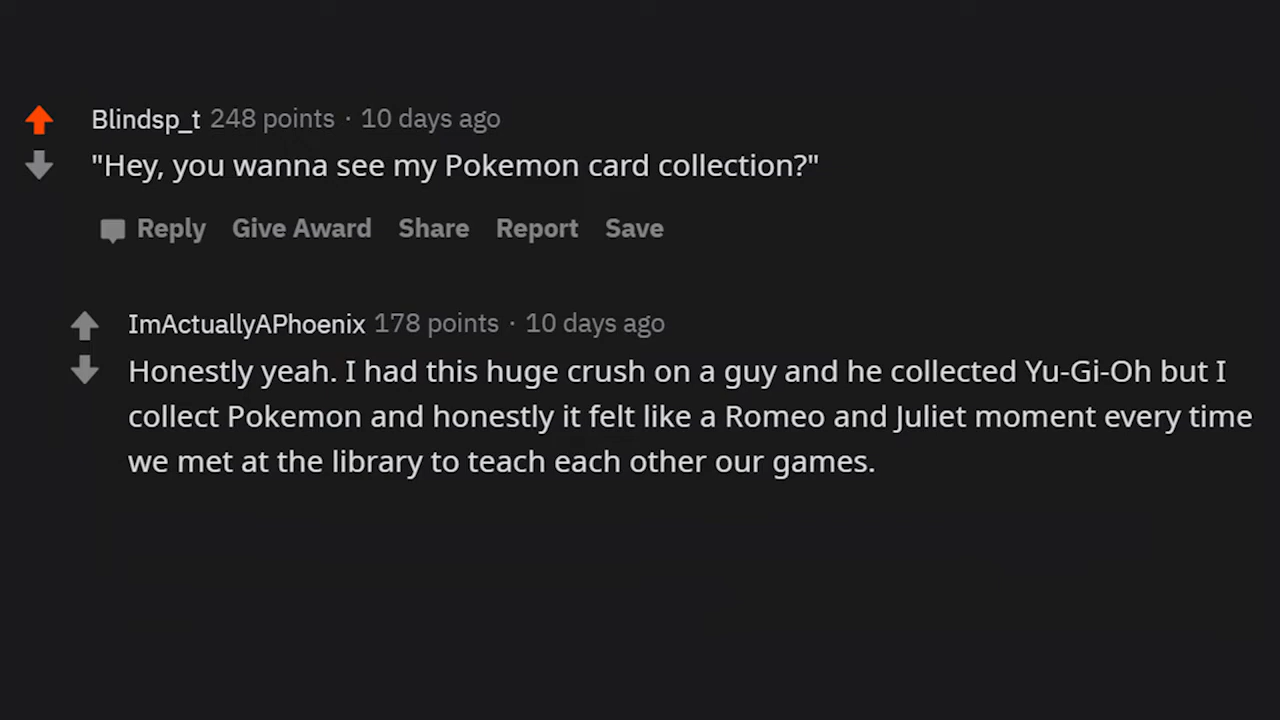 Blindsp_t 248 points · 10 days ago
"Hey, you wanna see my Pokemon card collection?"
Reply Give Award Share Report Save
ImActuallyAPhoenix 178 points · 10 days ago
Honestly yeah. I had this huge crush on a guy and he collected Yu-Gi-Oh but I
collect Pokemon and honestly it felt like a Romeo and Juliet moment every time
we met at the library to teach each other our games.